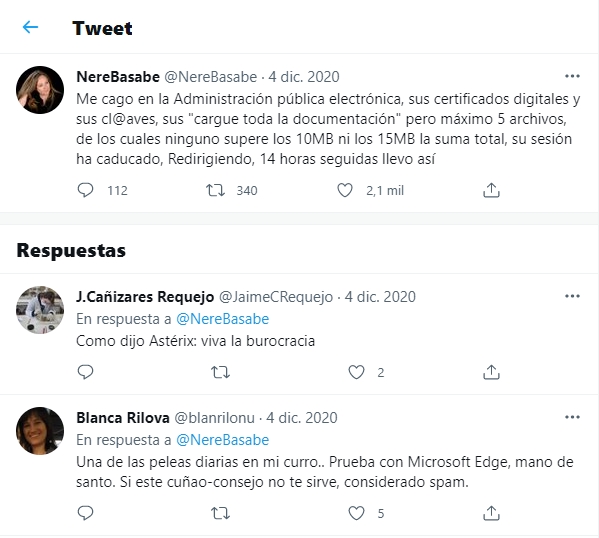 Tweet
NereBasabe @NereBasabe · 4 dic. 2020
Me cago en la Administración pública electrónica, sus certificados digitales y
sus cl@aves, sus "cargue toda la documentación" pero máximo 5 archivos,
de los cuales ninguno supere los 10MB ni los 15MB la suma total, su sesión
ha caducado, Redirigiendo, 14 horas seguidas llevo así
112 340 2,1 mil
Respuestas
J.Cañizares Requejo @JaimeCRequejo · 4 dic. 2020
En respuesta a @NereBasabe
Como dijo Astérix: viva la burocracia
2
Blanca Rilova @blanrilonu · 4 dic. 2020
En respuesta a @NereBasabe
Una de las peleas diarias en mi curro.. Prueba con Microsoft Edge, mano de
santo. Si este cuñao-consejo no te sirve, considerado spam.
5